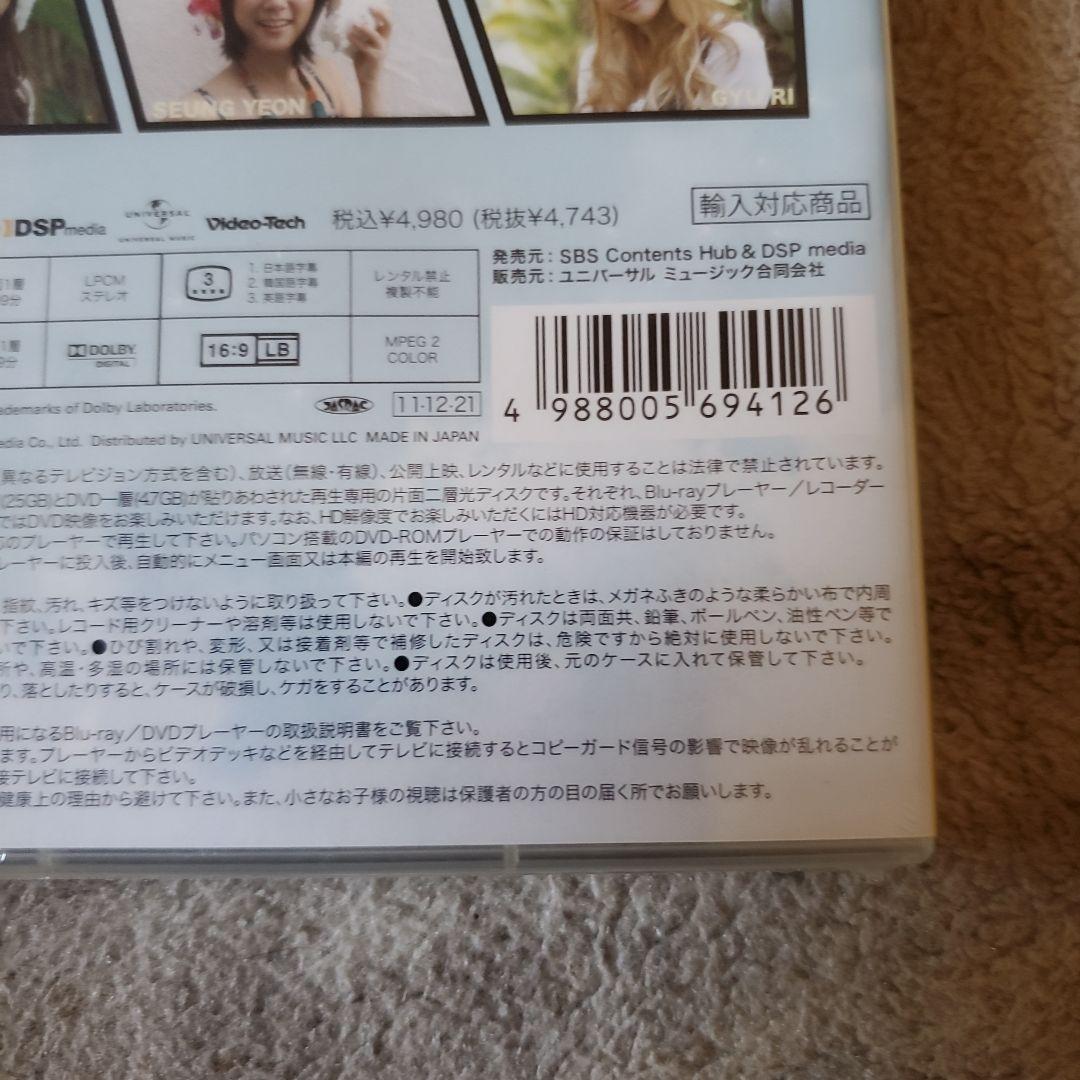 SEUNG YEON
GYU RI
DSPmedia
UNIVERSAL
UNIVERSAL MUSIC
Video-Tech
税込¥4,980 (税抜¥4,743)
輸入対応商品
発売元：SBS Contents Hub & DSP media
販売元：ユニバーサル ミュージック合同会社
1層
9分
LPCM
ステレオ
3
1. 日本語字幕
2. 韓国語字幕
3. 英語字幕
レンタル禁止
複製不能
1層
9分
DOLBY
DIGITAL
16:9 LB
MPEG 2
COLOR
4 988005 694126
ademarks of Dolby Laboratories.
JASRAC
11·12·21
edia Co., Ltd. Distributed by UNIVERSAL MUSIC LLC MADE IN JAPAN
異なるテレビジョン方式を含む)、放送(無線・有線)、公開上映、レンタルなどに使用することは法律で禁止されています。
(25GB)とDVD一層(4.7GB)が貼りあわされた再生専用の片面二層光ディスクです。それぞれ、Blu-rayプレーヤー／レコーダー
ではDVD映像をお楽しみいただけます。なお、HD解像度でお楽しみいただくにはHD対応機器が必要です。
のプレーヤーで再生して下さい。パソコン搭載のDVD-ROMプレーヤーでの動作の保証はしておりません。
レーヤーに投入後、自動的にメニュー画面又は本編の再生を開始致します。
指紋、汚れ、キズ等をつけないように取り扱って下さい。●ディスクが汚れたときは、メガネふきのような柔らかい布で内周
下さい。レコード用クリーナーや溶剤等は使用しないで下さい。●ディスクは両面共、鉛筆、ボールペン、油性ペン等で
いで下さい。●ひび割れや、変形、又は接着剤等で補修したディスクは、危険ですから絶対に使用しないで下さい。
所や、高温・多湿の場所には保管しないで下さい。●ディスクは使用後、元のケースに入れて保管して下さい。
り、落としたりすると、ケースが破損し、ケガをすることがあります。
用になるBlu-ray／DVDプレーヤーの取扱説明書をご覧下さい。
ます。プレーヤーからビデオデッキなどを経由してテレビに接続するとコピーガード信号の影響で映像が乱れることが
接テレビに接続して下さい。
健康上の理由から避けて下さい。また、小さなお子様の視聴は保護者の方の目の届く所でお願いします。